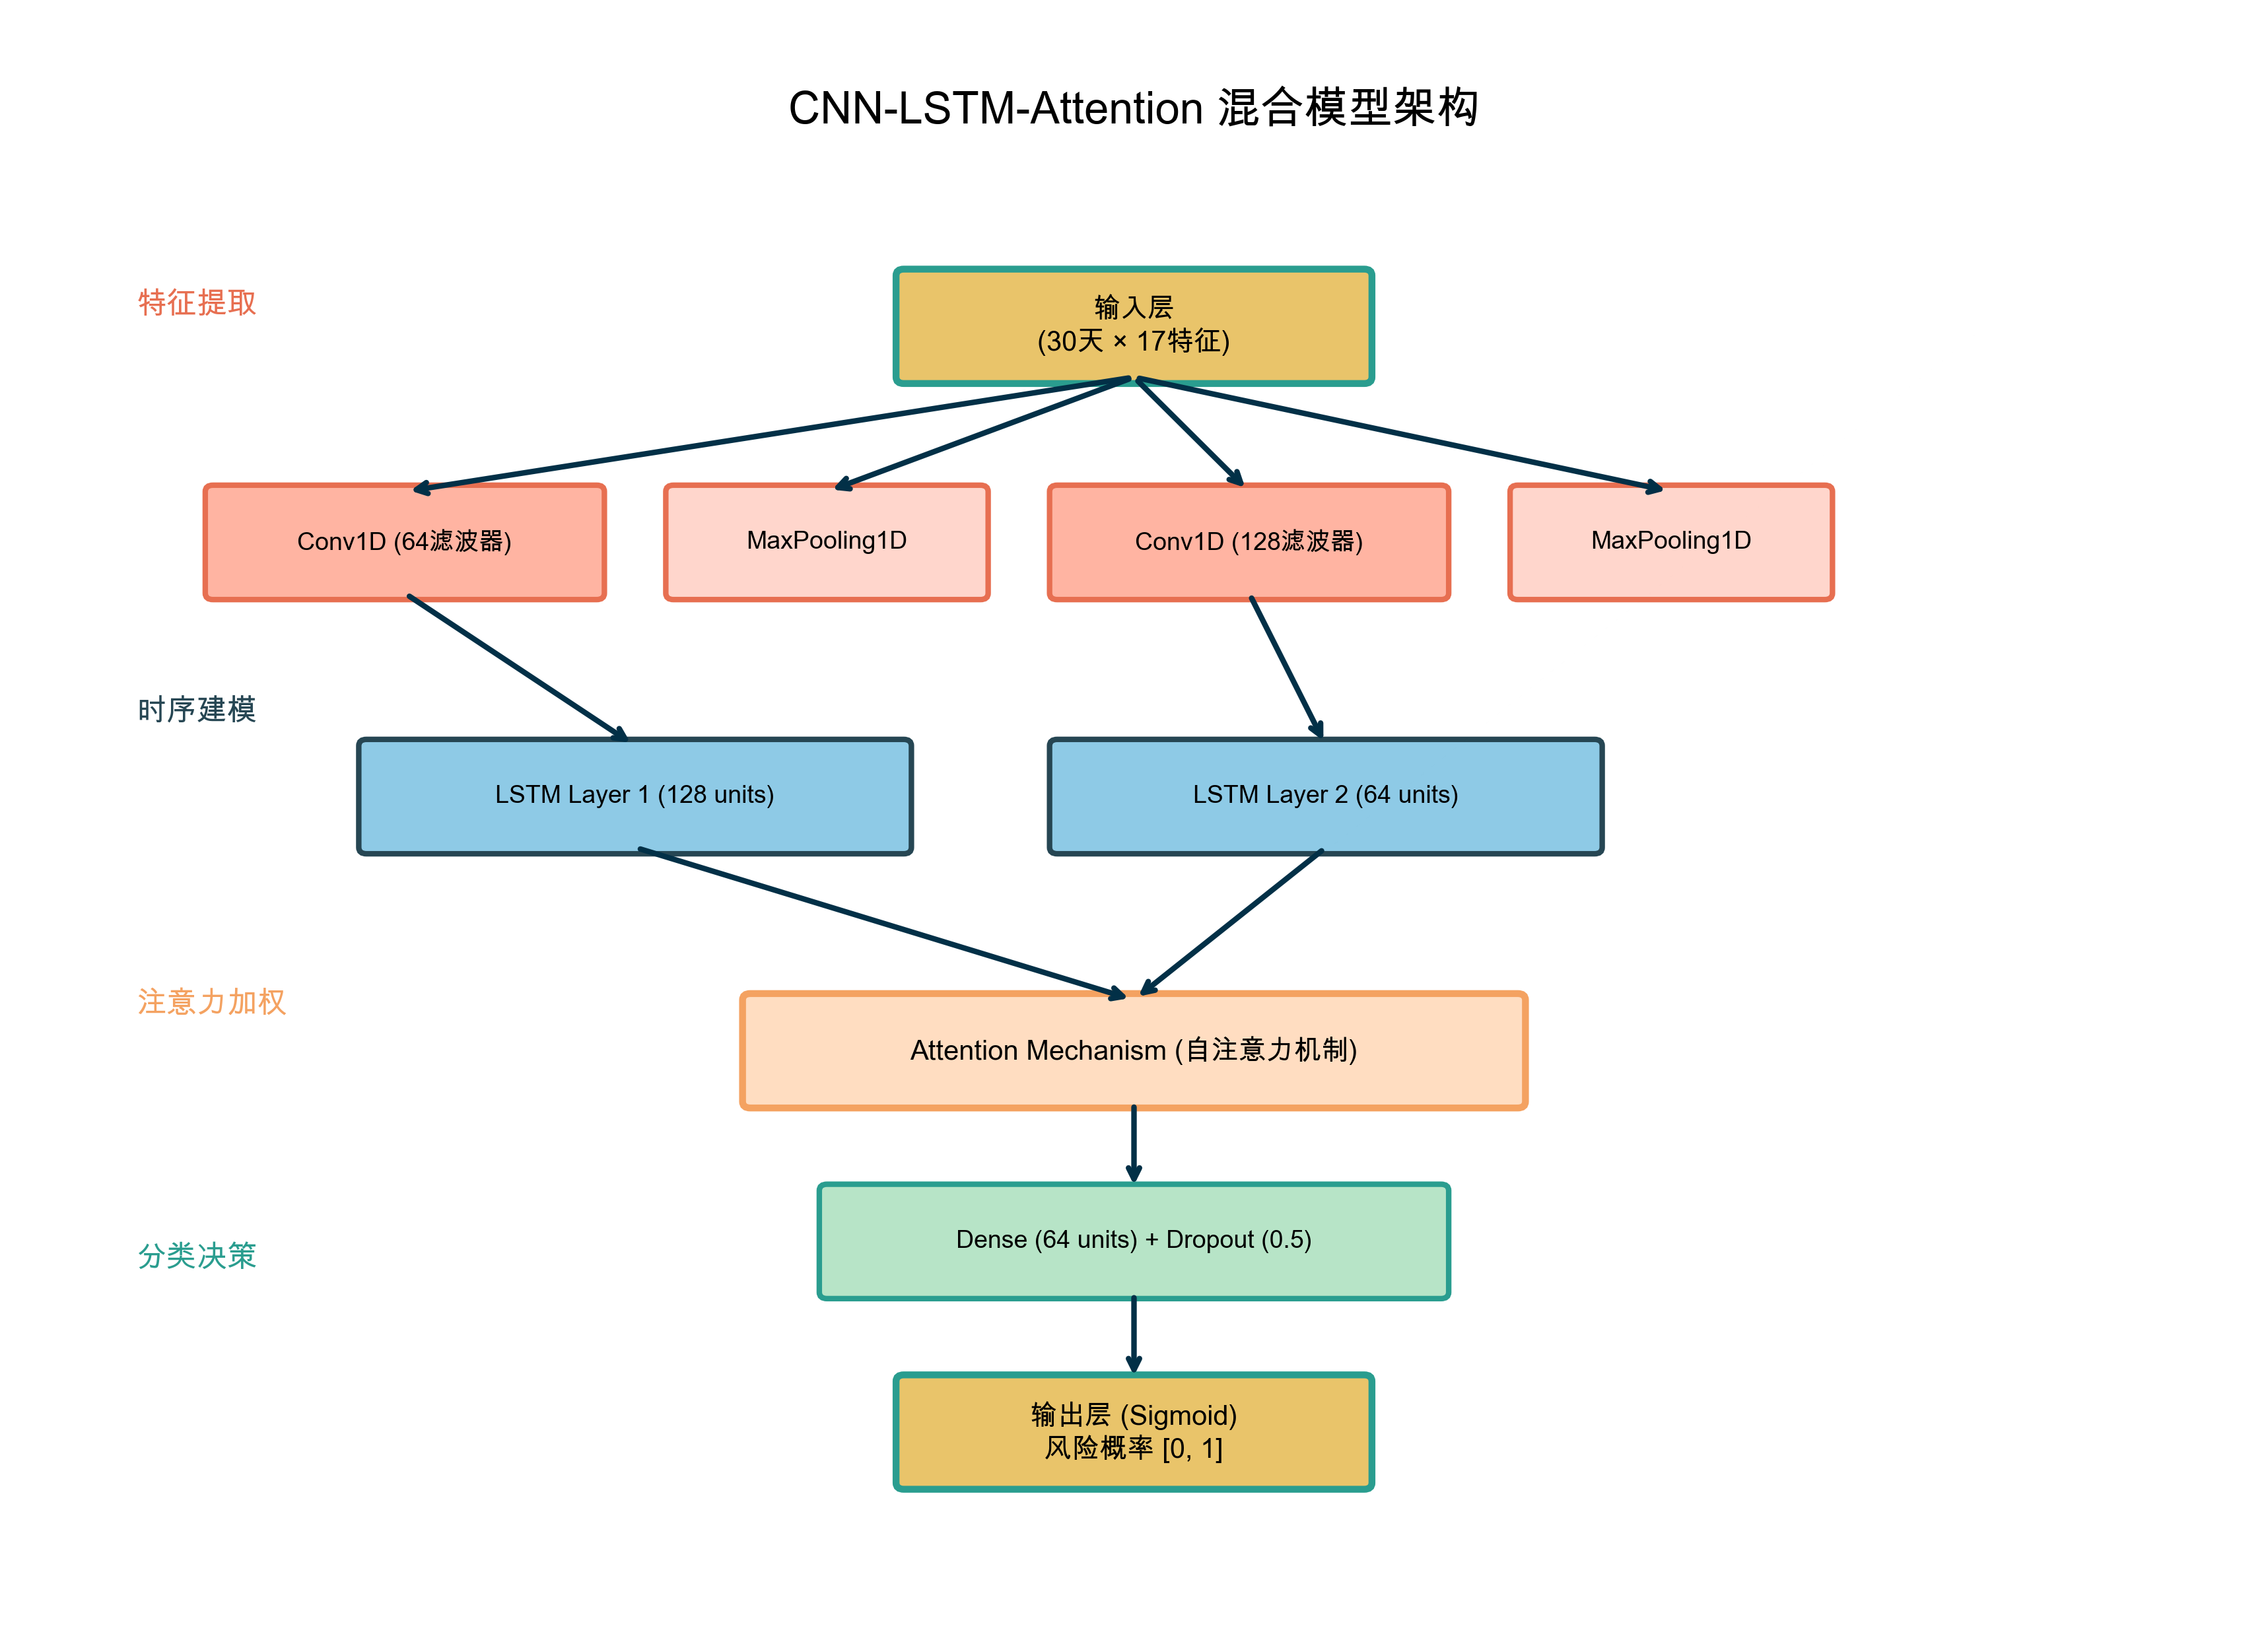 CNN-LSTM-Attention 混合模型架构
特征提取
输入层
(30天 × 17特征)
Conv1D (64滤波器)
MaxPooling1D
Conv1D (128滤波器)
MaxPooling1D
时序建模
LSTM Layer 1 (128 units)
LSTM Layer 2 (64 units)
注意力加权
Attention Mechanism (自注意力机制)
分类决策
Dense (64 units) + Dropout (0.5)
输出层 (Sigmoid)
风险概率 [0, 1]